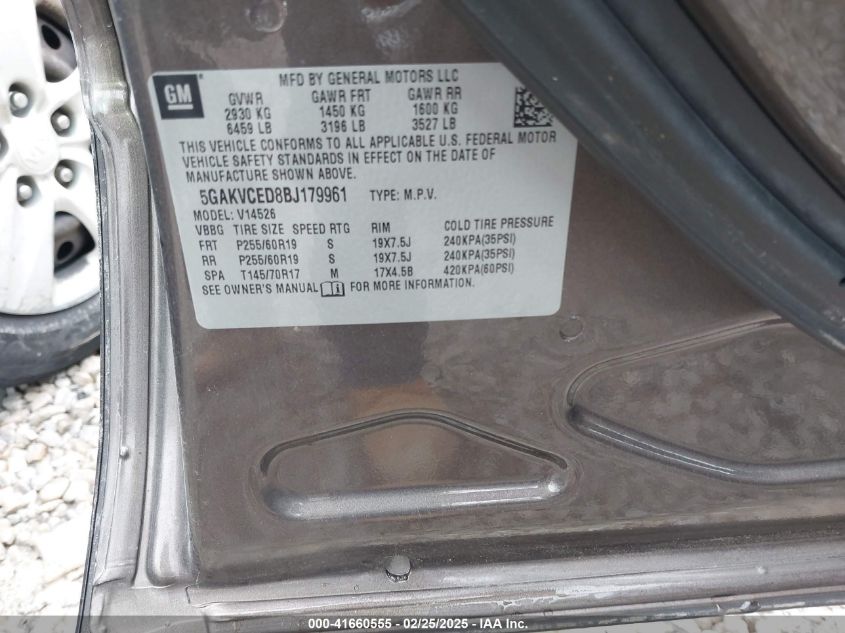 GM
MFD BY GENERAL MOTORS LLC
GVWR GAWR FRT GAWR RR
2930 KG 1450 KG 1600 KG
6459 LB 3196 LB 3527 LB
THIS VEHICLE CONFORMS TO ALL APPLICABLE U.S. FEDERAL MOTOR
VEHICLE SAFETY STANDARDS IN EFFECT ON THE DATE OF
MANUFACTURE SHOWN ABOVE.
5GAKVCED8BJ179961 TYPE: M.P.V.
MODEL: V14526
VBBG TIRE SIZE SPEED RTG RIM COLD TIRE PRESSURE
FRT P255/60R19 S 19X7.5J 240KPA(35PSI)
RR P255/60R19 S 19X7.5J 240KPA(35PSI)
SPA T145/70R17 M 17X4.5B 420KPA(60PSI)
SEE OWNER'S MANUAL FOR MORE INFORMATION.
000-41660555 - 02/25/2025 - IAAI.com